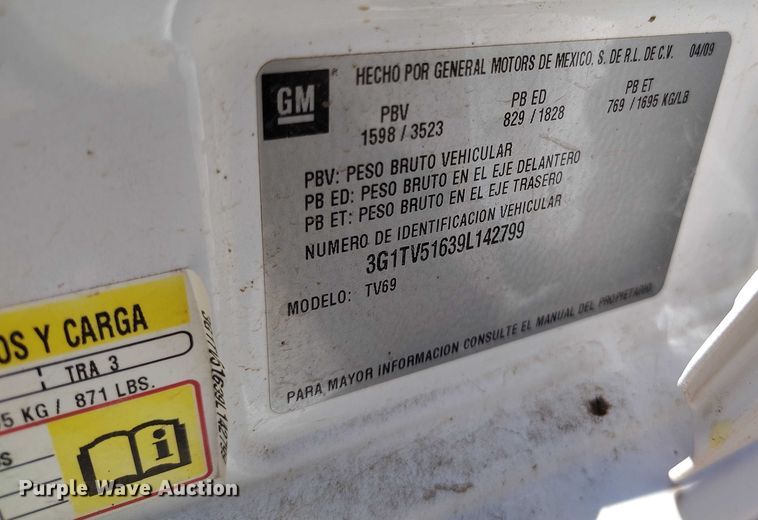 GM
HECHO POR GENERAL MOTORS DE MEXICO, S. DE R.L. DE C.V. 04/09
PBV PB ED PB ET
1598 / 3523 829 / 1828 769 / 1695 KG/LB
PBV: PESO BRUTO VEHICULAR
PB ED: PESO BRUTO EN EL EJE DELANTERO
PB ET: PESO BRUTO EN EL EJE TRASERO
NUMERO DE IDENTIFICACION VEHICULAR
3G1TV51639L142799
MODELO: TV69
PARA MAYOR INFORMACION CONSULTE EL MANUAL DEL PROPIETARIO.
OS Y CARGA
TRA 3
5 KG / 871 LBS.
S
i
Purple Wave Auction